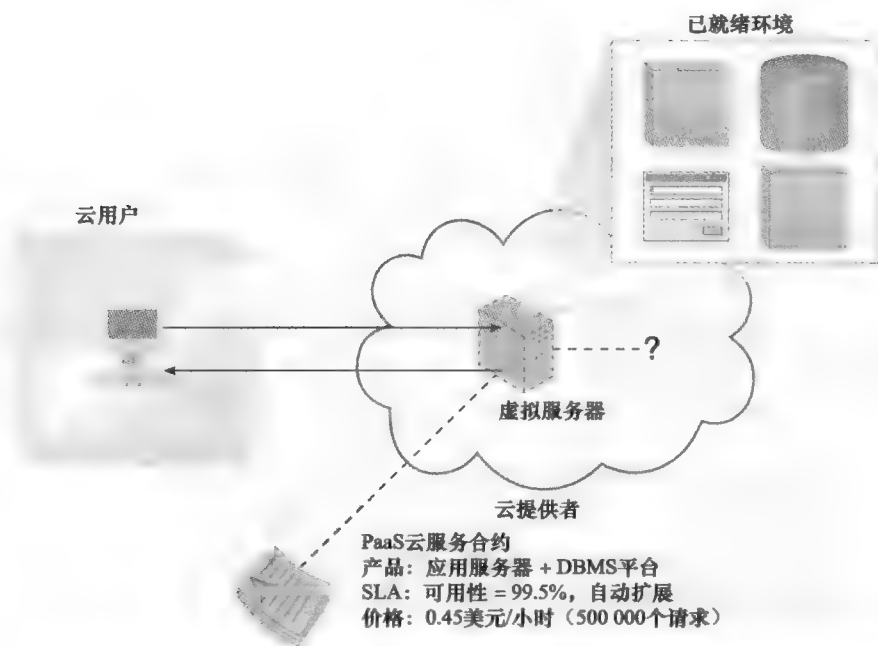 已就绪环境
云用户
?
虚拟服务器
云提供者
PaaS云服务合约
产品：应用服务器 + DBMS平台
SLA：可用性 = 99.5%，自动扩展
价格：0.45美元/小时（500 000个请求）